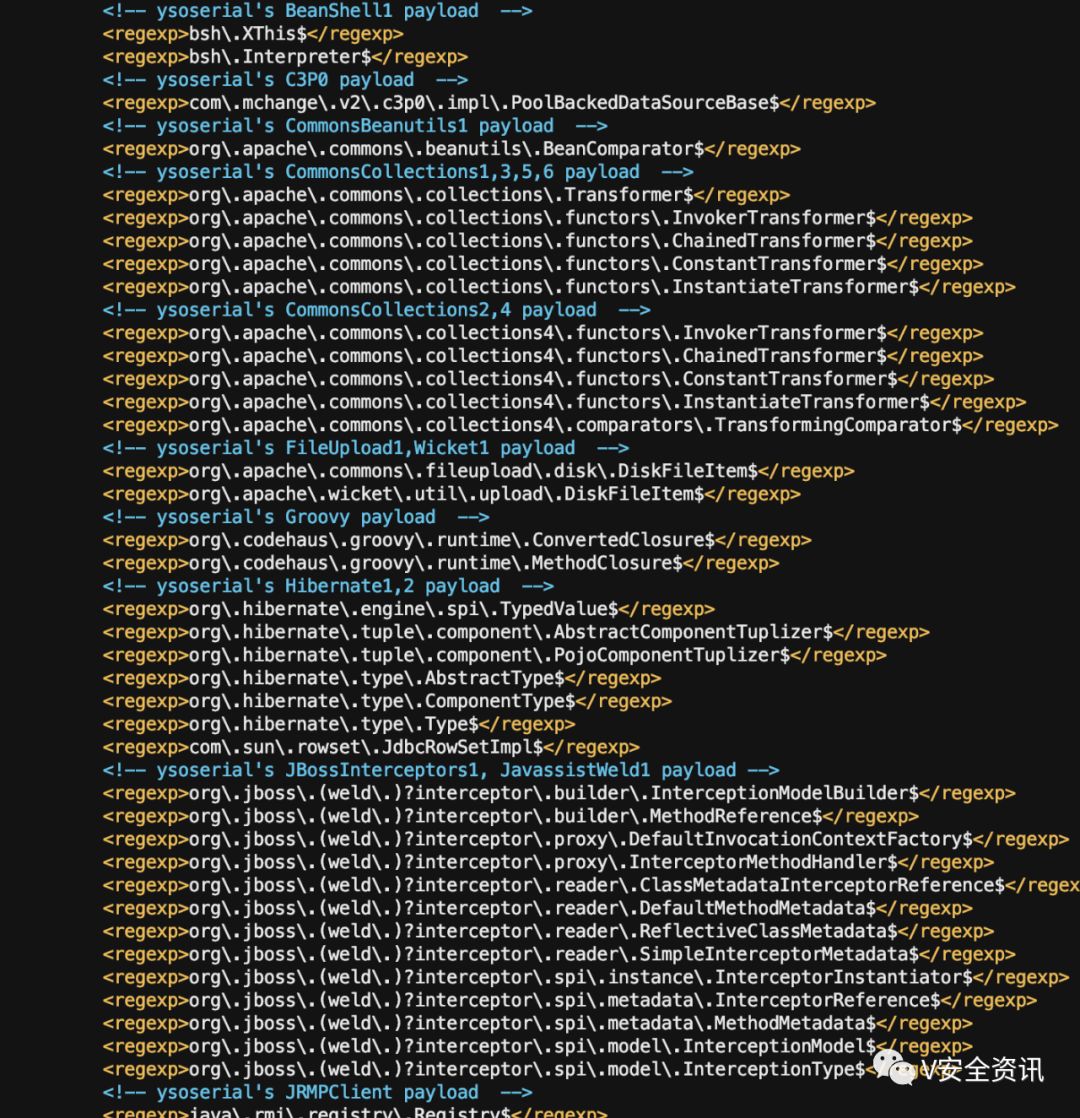 <!-- ysoserial's BeanShell1 payload  -->
<regexp>bsh\.XThis$</regexp>
<regexp>bsh\.Interpreter$</regexp>
<!-- ysoserial's C3P0 payload  -->
<regexp>com\.mchange\.v2\.c3p0\.impl\.PoolBackedDataSourceBase$</regexp>
<!-- ysoserial's CommonsBeanutils1 payload  -->
<regexp>org\.apache\.commons\.beanutils\.BeanComparator$</regexp>
<!-- ysoserial's CommonsCollections1,3,5,6 payload  -->
<regexp>org\.apache\.commons\.collections\.Transformer$</regexp>
<regexp>org\.apache\.commons\.collections\.functors\.InvokerTransformer$</regexp>
<regexp>org\.apache\.commons\.collections\.functors\.ChainedTransformer$</regexp>
<regexp>org\.apache\.commons\.collections\.functors\.ConstantTransformer$</regexp>
<regexp>org\.apache\.commons\.collections\.functors\.InstantiateTransformer$</regexp>
<!-- ysoserial's CommonsCollections2,4 payload  -->
<regexp>org\.apache\.commons\.collections4\.functors\.InvokerTransformer$</regexp>
<regexp>org\.apache\.commons\.collections4\.functors\.ChainedTransformer$</regexp>
<regexp>org\.apache\.commons\.collections4\.functors\.ConstantTransformer$</regexp>
<regexp>org\.apache\.commons\.collections4\.functors\.InstantiateTransformer$</regexp>
<regexp>org\.apache\.commons\.collections4\.comparators\.TransformingComparator$</regexp>
<!-- ysoserial's FileUpload1,Wicket1 payload  -->
<regexp>org\.apache\.commons\.fileupload\.disk\.DiskFileItem$</regexp>
<regexp>org\.apache\.wicket\.util\.upload\.DiskFileItem$</regexp>
<!-- ysoserial's Groovy payload  -->
<regexp>org\.codehaus\.groovy\.runtime\.ConvertedClosure$</regexp>
<regexp>org\.codehaus\.groovy\.runtime\.MethodClosure$</regexp>
<!-- ysoserial's Hibernate1,2 payload  -->
<regexp>org\.hibernate\.engine\.spi\.TypedValue$</regexp>
<regexp>org\.hibernate\.tuple\.component\.AbstractComponentTuplizer$</regexp>
<regexp>org\.hibernate\.tuple\.component\.PojoComponentTuplizer$</regexp>
<regexp>org\.hibernate\.type\.AbstractType$</regexp>
<regexp>org\.hibernate\.type\.ComponentType$</regexp>
<regexp>org\.hibernate\.type\.Type$</regexp>
<regexp>com\.sun\.rowset\.JdbcRowSetImpl$</regexp>
<!-- ysoserial's JBossInterceptors1, JavassistWeld1 payload -->
<regexp>org\.jboss\.(weld\.)?interceptor\.builder\.InterceptionModelBuilder$</regexp>
<regexp>org\.jboss\.(weld\.)?interceptor\.builder\.MethodReference$</regexp>
<regexp>org\.jboss\.(weld\.)?interceptor\.proxy\.DefaultInvocationContextFactory$</regexp>
<regexp>org\.jboss\.(weld\.)?interceptor\.proxy\.InterceptorMethodHandler$</regexp>
<regexp>org\.jboss\.(weld\.)?interceptor\.reader\.ClassMetadataInterceptorReference$</regex
<regexp>org\.jboss\.(weld\.)?interceptor\.reader\.DefaultMethodMetadata$</regexp>
<regexp>org\.jboss\.(weld\.)?interceptor\.reader\.ReflectiveClassMetadata$</regexp>
<regexp>org\.jboss\.(weld\.)?interceptor\.reader\.SimpleInterceptorMetadata$</regexp>
<regexp>org\.jboss\.(weld\.)?interceptor\.spi\.instance\.InterceptorInstantiator$</regexp>
<regexp>org\.jboss\.(weld\.)?interceptor\.spi\.metadata\.InterceptorReference$</regexp>
<regexp>org\.jboss\.(weld\.)?interceptor\.spi\.metadata\.MethodMetadata$</regexp>
<regexp>org\.jboss\.(weld\.)?interceptor\.spi\.model\.InterceptionModel$</regexp>
<regexp>org\.jboss\.(weld\.)?interceptor\.spi\.model\.InterceptionType$
V安全资讯
<!-- ysoserial's JRMPClient payload  -->
<regexp>java\.rmi\.registry\.Registry$</regexp>